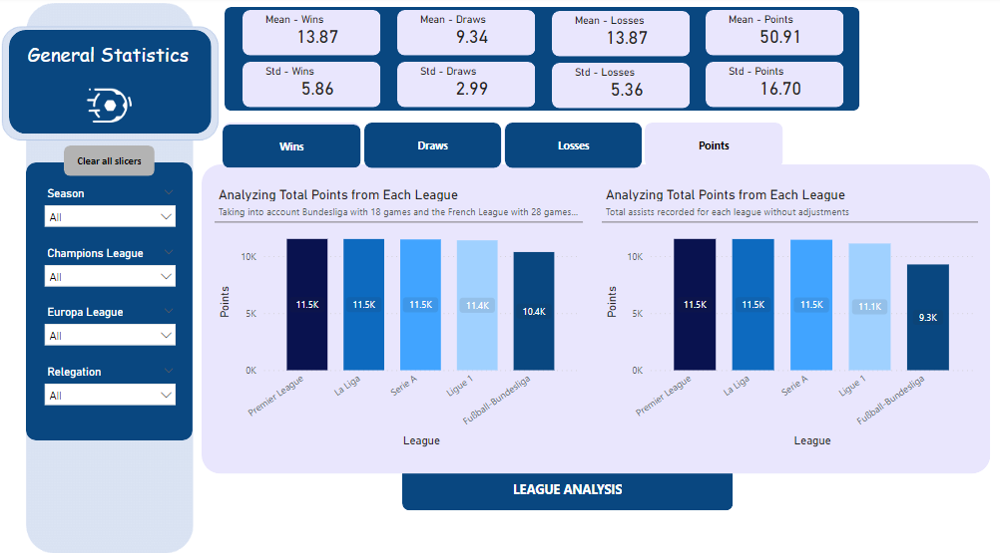 General Statistics
Mean - Wins
13.87
Mean - Draws
9.34
Mean - Losses
13.87
Mean - Points
50.91
Std - Wins
5.86
Std - Draws
2.99
Std - Losses
5.36
Std - Points
16.70
Clear all slicers
Season
All
Champions League
All
Europa League
All
Relegation
All
Wins
Draws
Losses
Points
Analyzing Total Points from Each League
Taking into account Bundesliga with 18 games and the French League with 28 games...
Points
10K
5K
0K
11.5K
11.5K
11.5K
11.4K
10.4K
Premier League
La Liga
Serie A
Ligue 1
Fußball-Bundesliga
League
Analyzing Total Points from Each League
Total assists recorded for each league without adjustments
Points
10K
5K
0K
11.5K
11.5K
11.5K
11.1K
9.3K
Premier League
La Liga
Serie A
Ligue 1
Fußball-Bundesliga
League
LEAGUE ANALYSIS